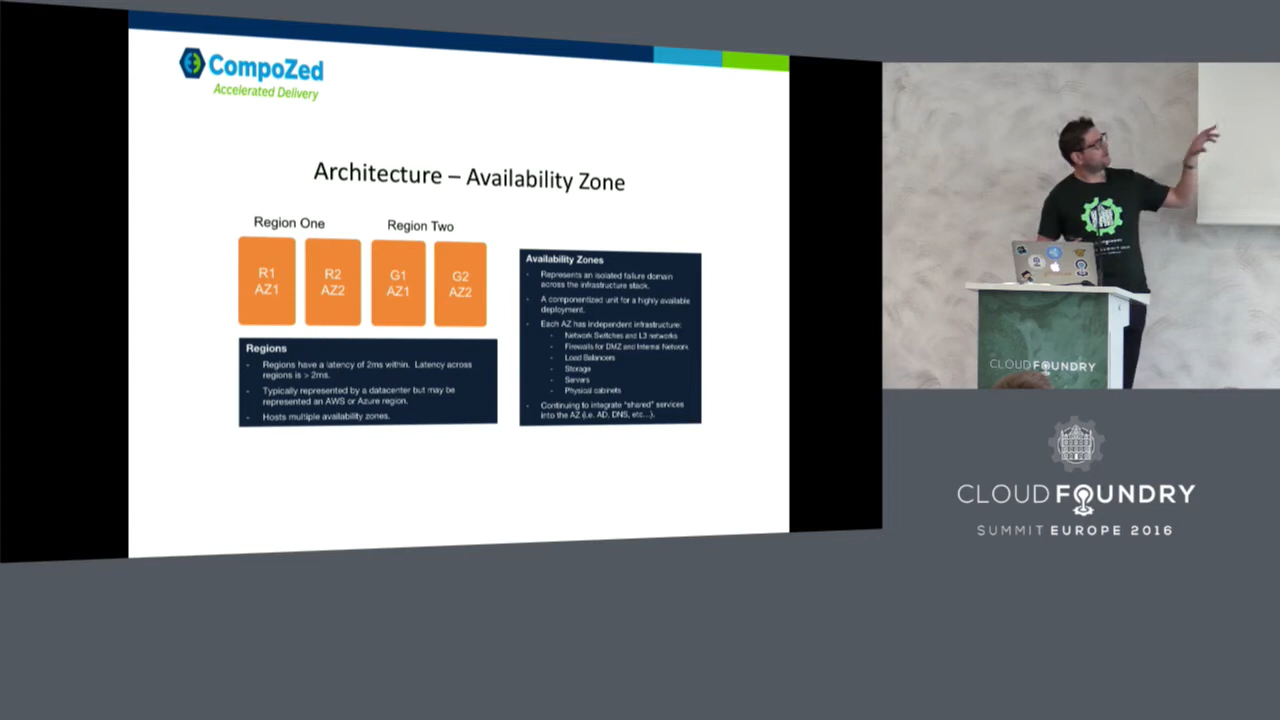 CompoZed
Accelerated Delivery
Architecture – Availability Zone
Region One
Region Two
R1
AZ1
R2
AZ2
G1
AZ1
G2
AZ2
Regions
- Regions have a latency of 2ms within. Latency across
regions is > 2ms.
- Typically represented by a datacenter but may be
represented an AWS or Azure region.
- Hosts multiple availability zones.
Availability Zones
- Represents an isolated failure domain
across the infrastructure stack.
- A componentized unit for a highly available
deployment.
- Each AZ has independent infrastructure:
- Network Switches and L3 networks
- Firewalls for DMZ and Internal Network
- Load Balancers
- Storage
- Servers
- Physical cabinets
- Continuing to integrate "shared" services
into the AZ (i.e. AD, DNS, etc...).
CLOUD FOUNDRY
CLOUD FOUNDRY
SUMMIT EUROPE 2016